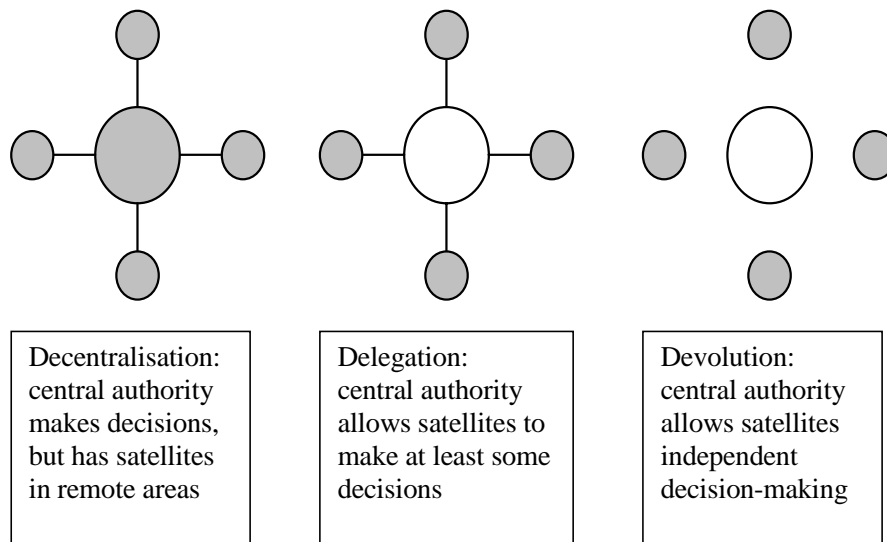 Decentralisation:
central authority
makes decisions,
but has satellites
in remote areas
Delegation:
central authority
allows satellites to
make at least some
decisions
Devolution:
central authority
allows satellites
independent
decision-making